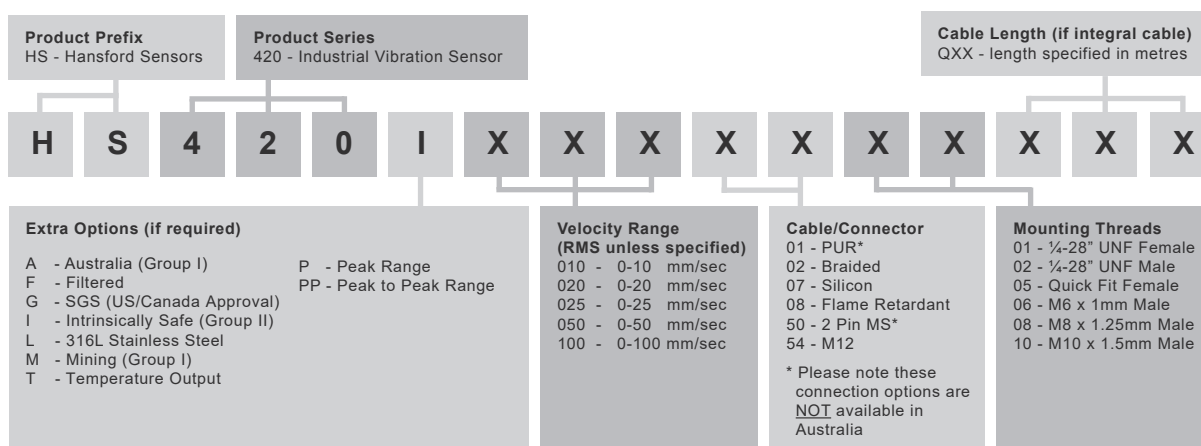 Product Prefix
HS - Hansford Sensors
Product Series
420 - Industrial Vibration Sensor
Cable Length (if integral cable)
QXX - length specified in metres
H S 4 2 0 I X X X X X X X X X X
Extra Options (if required)
A - Australia (Group I)
F - Filtered
G - SGS (US/Canada Approval)
I - Intrinsically Safe (Group II)
L - 316L Stainless Steel
M - Mining (Group I)
T - Temperature Output
P - Peak Range
PP - Peak to Peak Range
Velocity Range
(RMS unless specified)
010 - 0-10 mm/sec
020 - 0-20 mm/sec
025 - 0-25 mm/sec
050 - 0-50 mm/sec
100 - 0-100 mm/sec
Cable/Connector
01 - PUR*
02 - Braided
07 - Silicon
08 - Flame Retardant
50 - 2 Pin MS*
54 - M12
* Please note these
connection options are
NOT available in
Australia
Mounting Threads
01 - ¼-28” UNF Female
02 - ¼-28” UNF Male
05 - Quick Fit Female
06 - M6 x 1mm Male
08 - M8 x 1.25mm Male
10 - M10 x 1.5mm Male